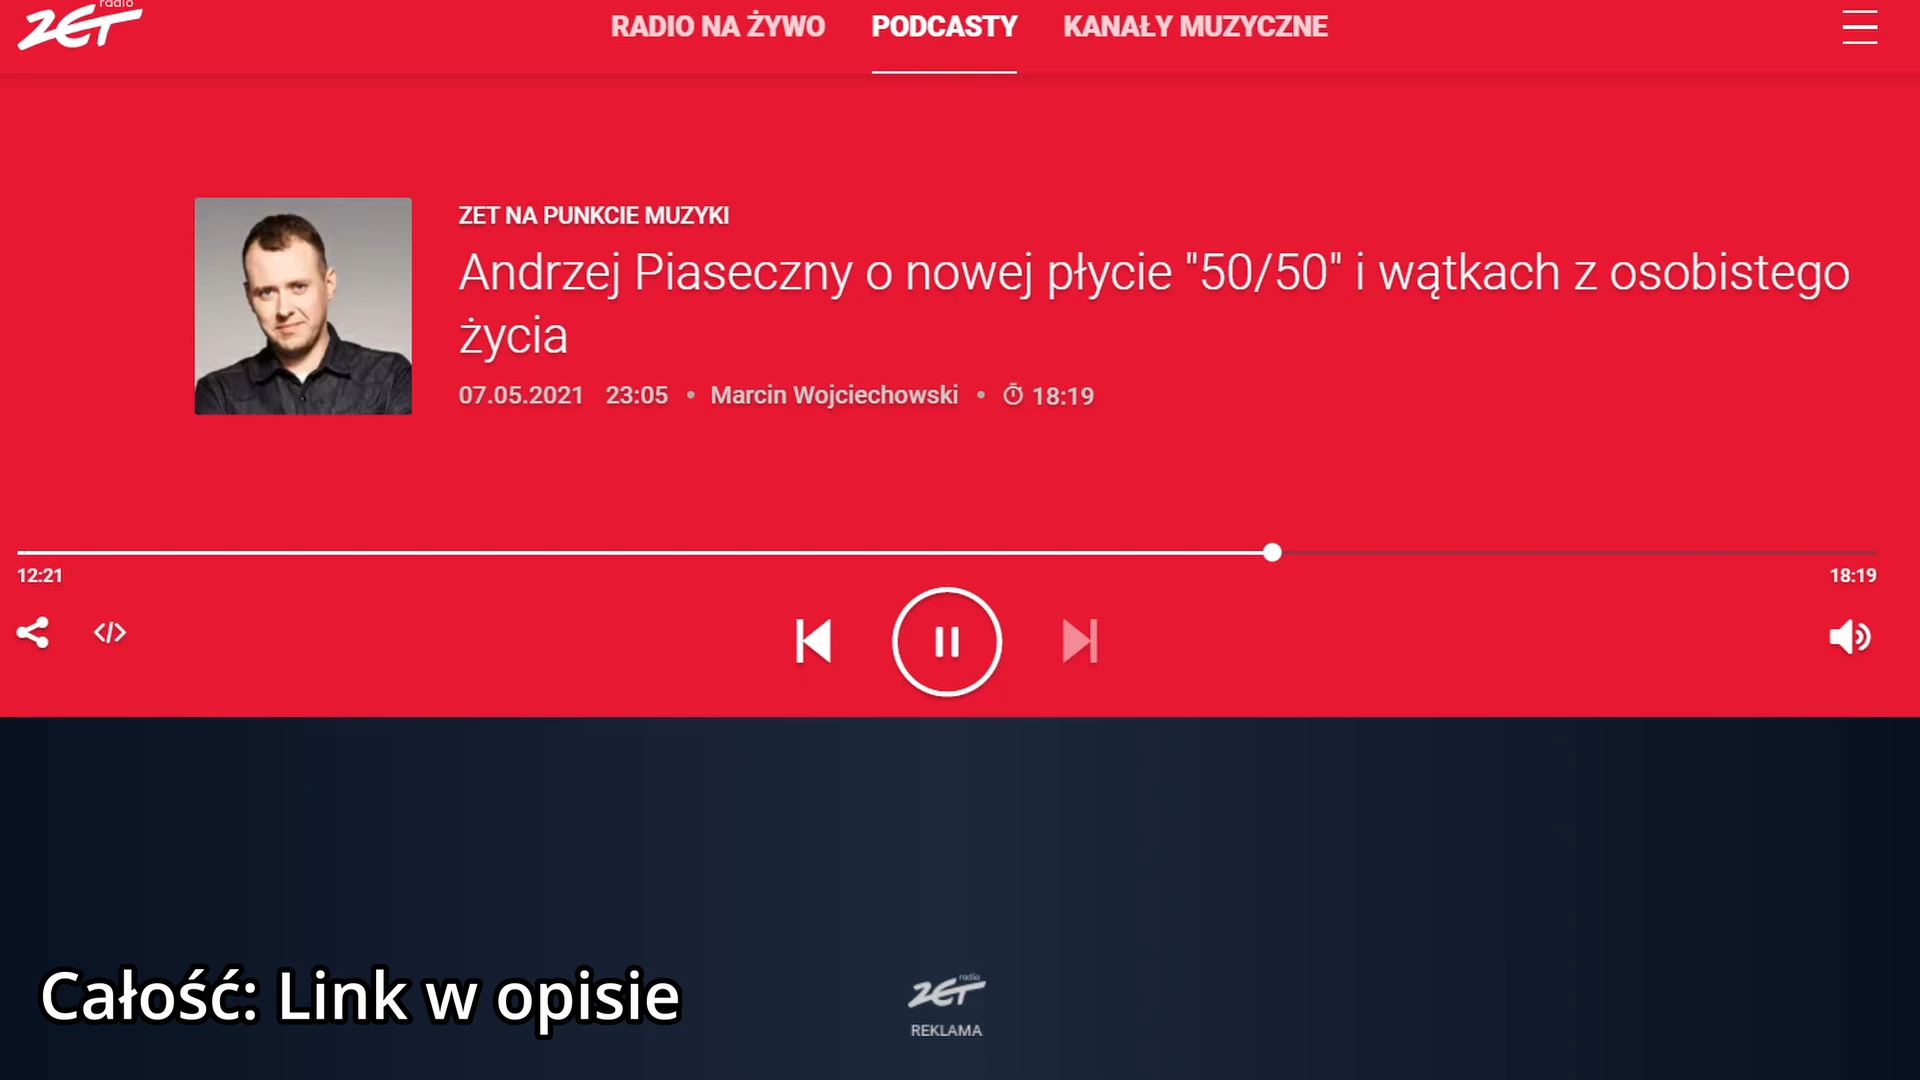 radio
ZET
RADIO NA ŻYWO
PODCASTY
KANAŁY MUZYCZNE
ZET NA PUNKCIE MUZYKI
Andrzej Piaseczny o nowej płycie "50/50" i wątkach z osobistego
życia
07.05.2021 23:05 • Marcin Wojciechowski • 18:19
12:21
18:19
</>
Całość: Link w opisie
radio
ZET
REKLAMA